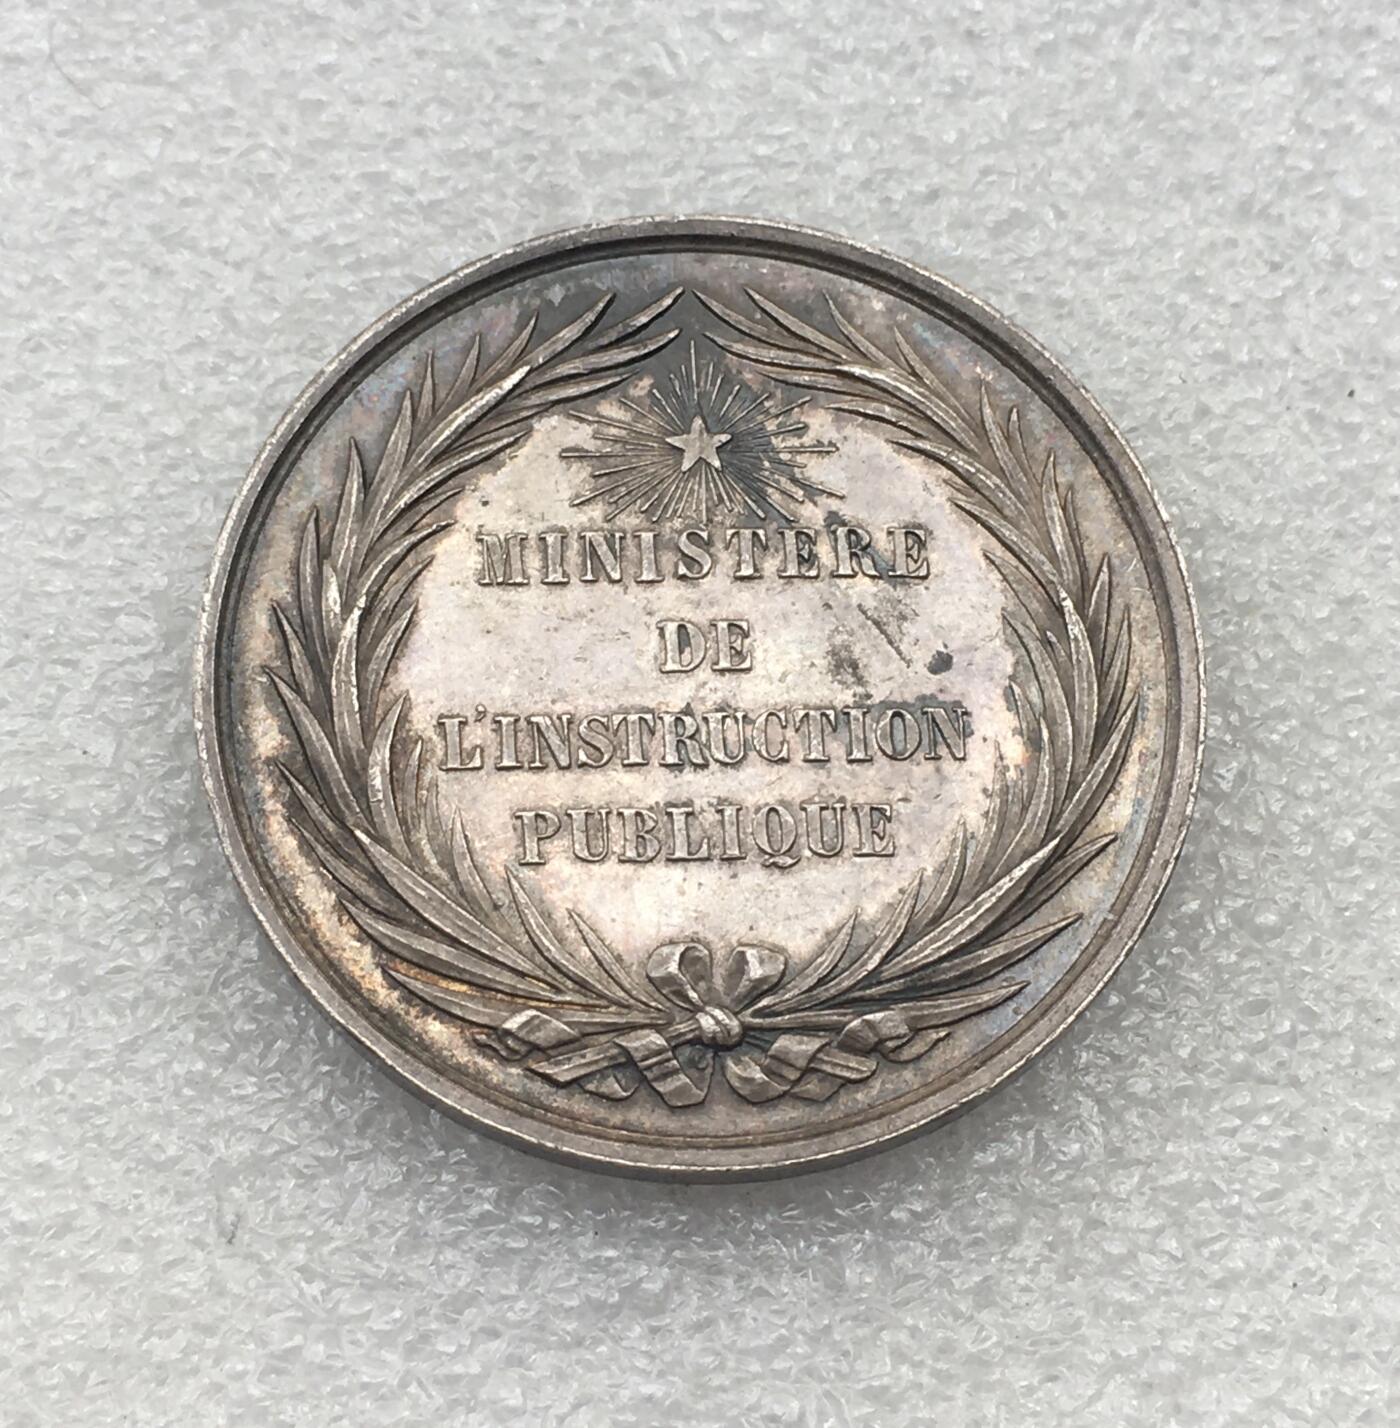 MINISTERE
DE
L'INSTRUCTION
PUBLIQUE